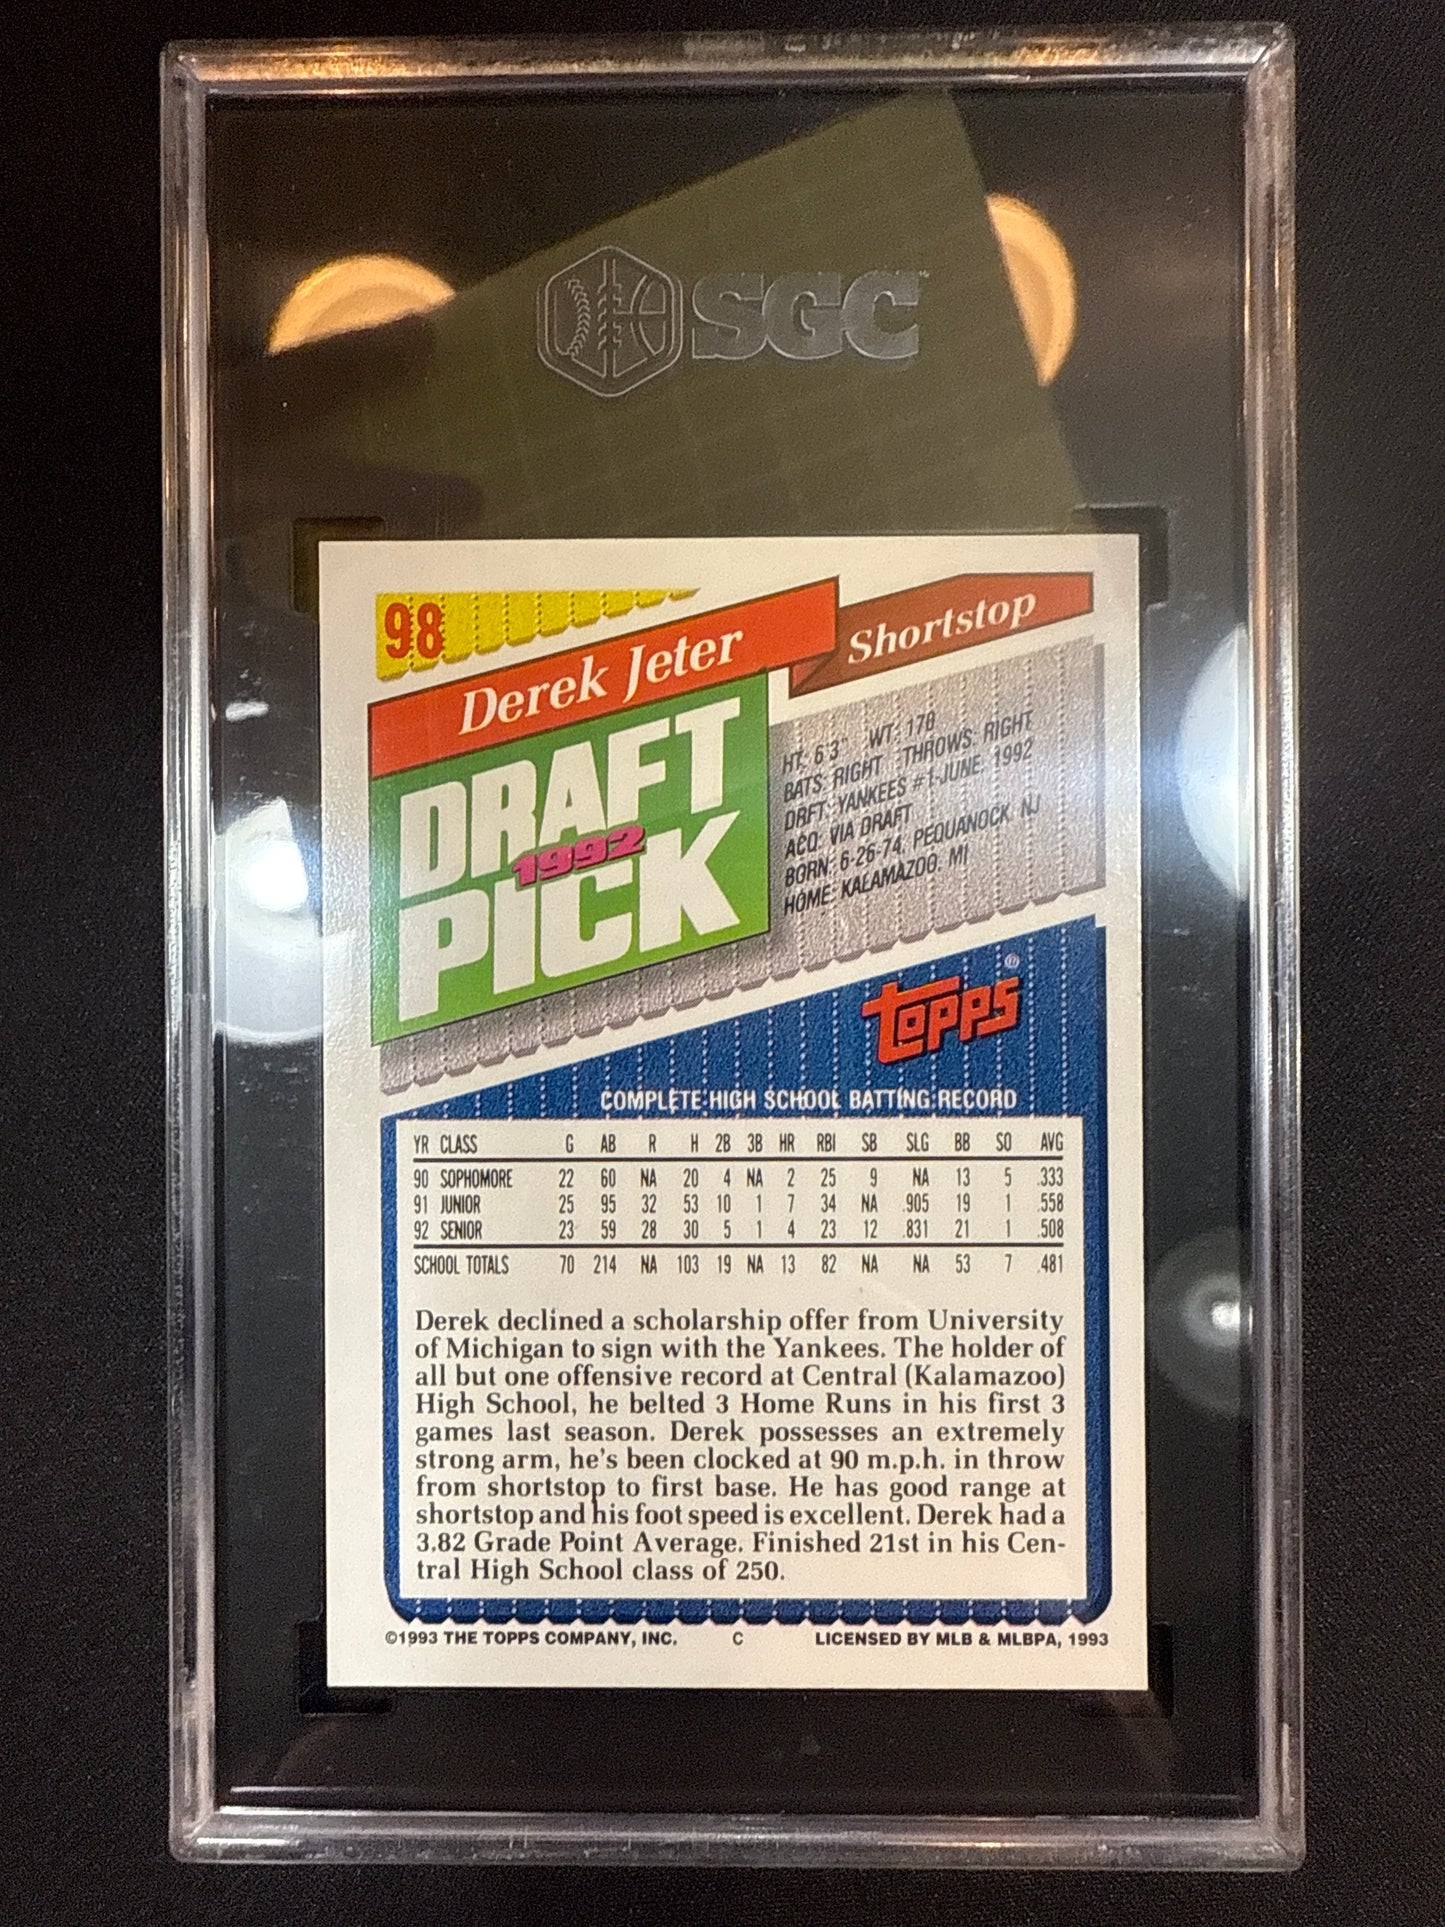 SGC
98
Derek Jeter
Shortstop
DRAFT
1992
PICK
HT: 6'3" WT: 178
BATS: RIGHT THROWS: RIGHT
DRFT: YANKEES #1-JUNE, 1992
ACQ: VIA DRAFT
BORN: 6-26-74, PEQUANOCK, NJ
HOME: KALAMAZOO, MI
TOPPS®
COMPLETE HIGH SCHOOL BATTING RECORD
YR CLASS G AB R H 2B 3B HR RBI SB SLG BB SO AVG
90 SOPHOMORE 22 60 NA 20 4 NA 2 25 9 NA 13 5 .333
91 JUNIOR 25 95 32 53 10 1 7 34 NA .905 19 1 .558
92 SENIOR 23 59 28 30 5 1 4 23 12 .831 21 1 .508
SCHOOL TOTALS 70 214 NA 103 19 NA 13 82 NA NA 53 7 .481
Derek declined a scholarship offer from University
of Michigan to sign with the Yankees. The holder of
all but one offensive record at Central (Kalamazoo)
High School, he belted 3 Home Runs in his first 3
games last season. Derek possesses an extremely
strong arm, he's been clocked at 90 m.p.h. in throw
from shortstop to first base. He has good range at
shortstop and his foot speed is excellent. Derek had a
3.82 Grade Point Average. Finished 21st in his Cen-
tral High School class of 250.
©1993 THE TOPPS COMPANY, INC. C LICENSED BY MLB & MLBPA, 1993